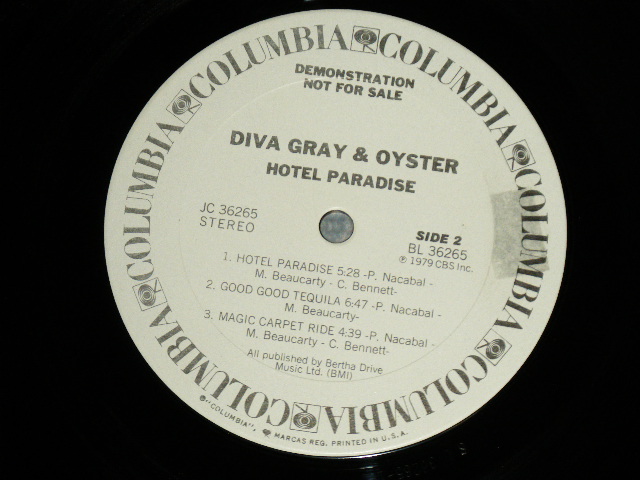 COLUMBIA COLUMBIA COLUMBIA COLUMBIA COLUMBIA COLUMBIA COLUMBIA
DEMONSTRATION
NOT FOR SALE
DIVA GRAY & OYSTER
HOTEL PARADISE
JC 36265
STEREO
SIDE 2
BL 36265
℗ 1979 CBS Inc.
1. HOTEL PARADISE 5:28 -P. Nacabal -
M. Beaucarty - C. Bennett-
2. GOOD GOOD TEQUILA 6:47 -P. Nacabal -
M. Beaucarty-
3. MAGIC CARPET RIDE 4:39 -P. Nacabal -
M. Beaucarty - C. Bennett-
All published by Bertha Drive
Music Ltd. (BMI)
® "COLUMBIA", MARCAS REG. PRINTED IN U.S.A.